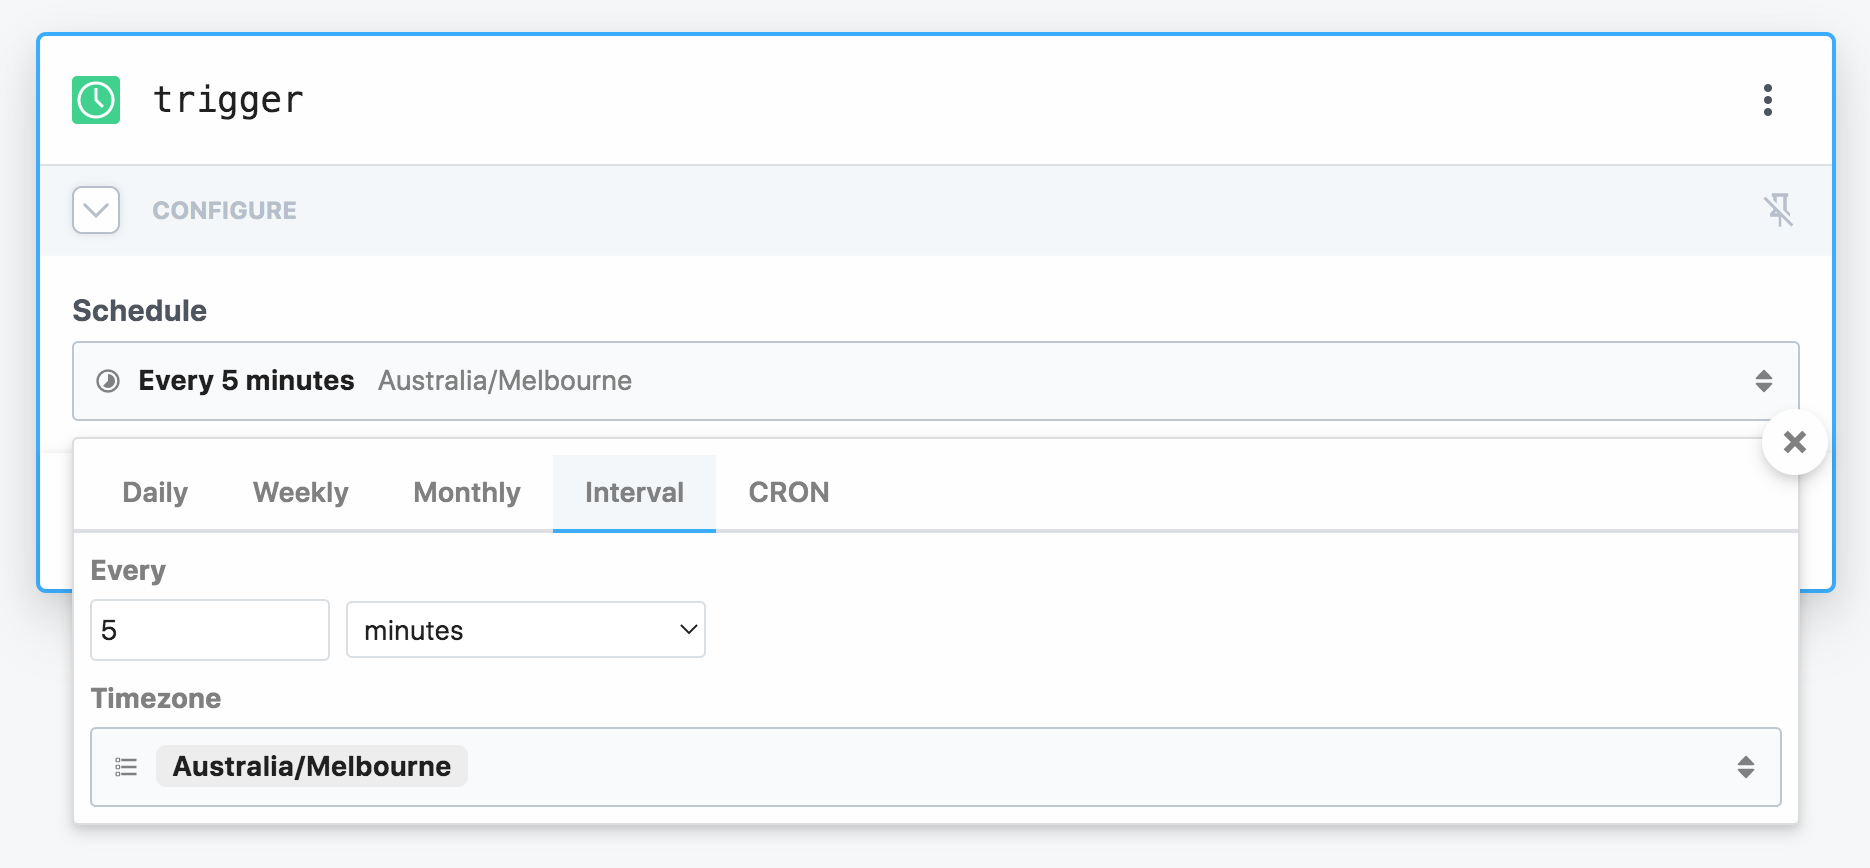 trigger
CONFIGURE
Schedule
Every 5 minutes Australia/Melbourne
Daily Weekly Monthly Interval CRON
Every
5 minutes
Timezone
Australia/Melbourne